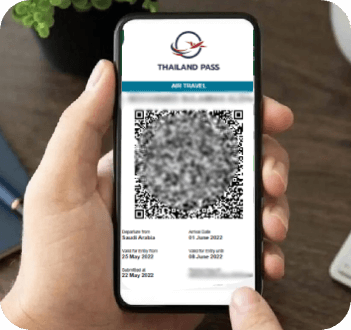 THAILAND PASS
AIR TRAVEL
Departure from Arrival Date
Saudi Arabia 01 June 2022
Valid for Entry from Valid for Entry until
25 May 2022 08 June 2022
Submitted at
22 May 2022